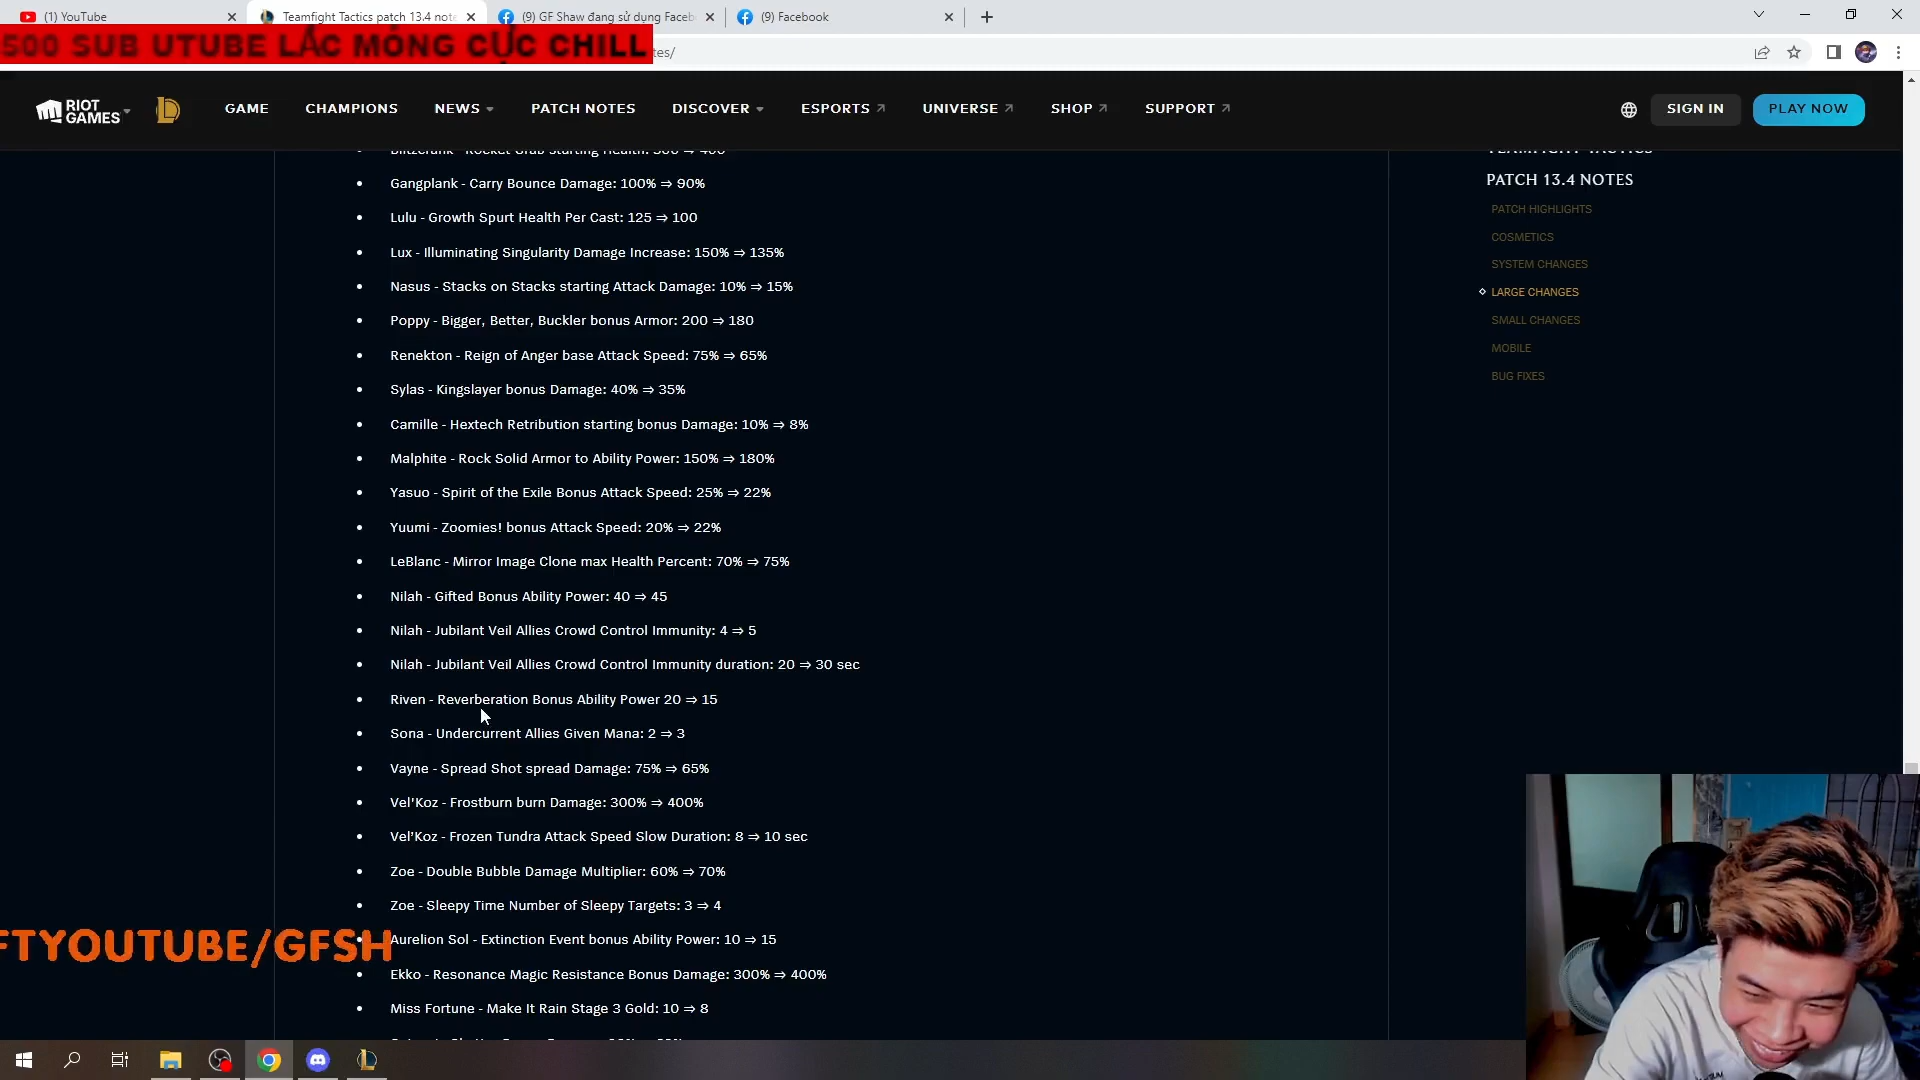 (1) YouTube
Teamfight Tactics patch 13.4 note
(9) GF Shaw đang sử dụng Faceb
(9) Facebook
500 SUB UTUBE LẮC MÔNG CỰC CHILL
tes/
RIOT GAMES
GAME
CHAMPIONS
NEWS
PATCH NOTES
DISCOVER
ESPORTS
UNIVERSE
SHOP
SUPPORT
SIGN IN
PLAY NOW
Blitzcrank - Rocket Grab starting Health: 300 ⇒ 400
Gangplank - Carry Bounce Damage: 100% ⇒ 90%
Lulu - Growth Spurt Health Per Cast: 125 ⇒ 100
Lux - Illuminating Singularity Damage Increase: 150% ⇒ 135%
Nasus - Stacks on Stacks starting Attack Damage: 10% ⇒ 15%
Poppy - Bigger, Better, Buckler bonus Armor: 200 ⇒ 180
Renekton - Reign of Anger base Attack Speed: 75% ⇒ 65%
Sylas - Kingslayer bonus Damage: 40% ⇒ 35%
Camille - Hextech Retribution starting bonus Damage: 10% ⇒ 8%
Malphite - Rock Solid Armor to Ability Power: 150% ⇒ 180%
Yasuo - Spirit of the Exile Bonus Attack Speed: 25% ⇒ 22%
Yuumi - Zoomies! bonus Attack Speed: 20% ⇒ 22%
LeBlanc - Mirror Image Clone max Health Percent: 70% ⇒ 75%
Nilah - Gifted Bonus Ability Power: 40 ⇒ 45
Nilah - Jubilant Veil Allies Crowd Control Immunity: 4 ⇒ 5
Nilah - Jubilant Veil Allies Crowd Control Immunity duration: 20 ⇒ 30 sec
Riven - Reverberation Bonus Ability Power 20 ⇒ 15
Sona - Undercurrent Allies Given Mana: 2 ⇒ 3
Vayne - Spread Shot spread Damage: 75% ⇒ 65%
Vel'Koz - Frostburn burn Damage: 300% ⇒ 400%
Vel’Koz - Frozen Tundra Attack Speed Slow Duration: 8 ⇒ 10 sec
Zoe - Double Bubble Damage Multiplier: 60% ⇒ 70%
Zoe - Sleepy Time Number of Sleepy Targets: 3 ⇒ 4
Aurelion Sol - Extinction Event bonus Ability Power: 10 ⇒ 15
Ekko - Resonance Magic Resistance Bonus Damage: 300% ⇒ 400%
Miss Fortune - Make It Rain Stage 3 Gold: 10 ⇒ 8
FTYOUTUBE/GFSH
TEAMFIGHT TACTICS
PATCH 13.4 NOTES
PATCH HIGHLIGHTS
COSMETICS
SYSTEM CHANGES
LARGE CHANGES
SMALL CHANGES
MOBILE
BUG FIXES